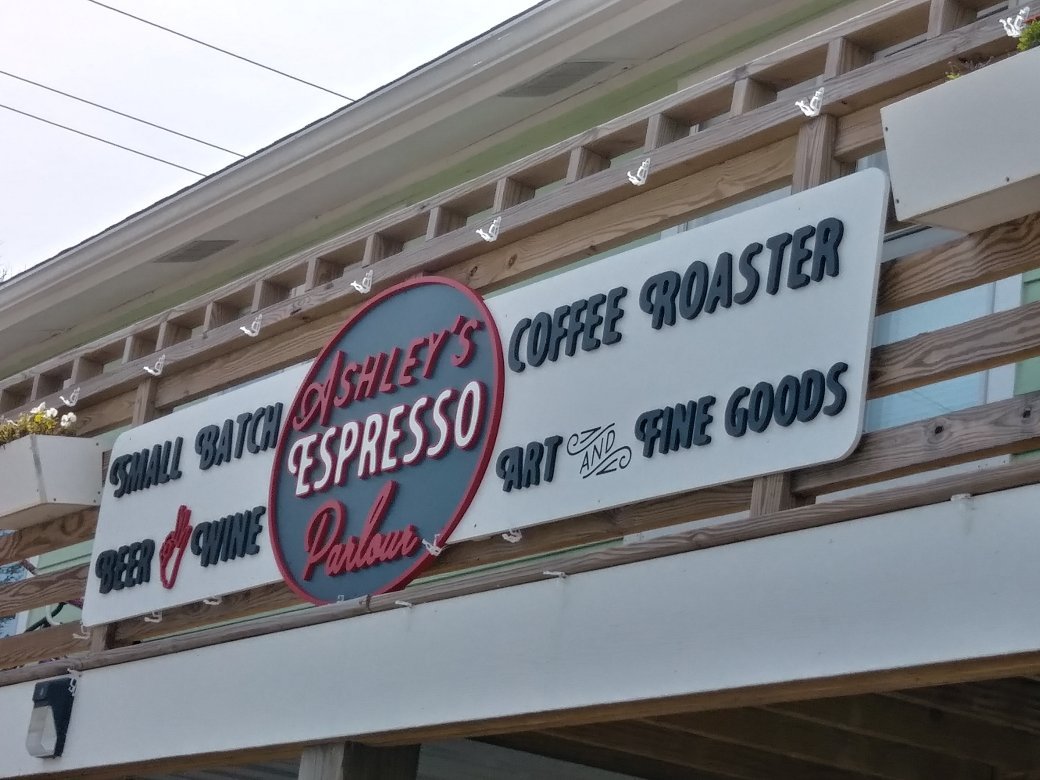 SMALL BATCH
BEER & WINE
ASHLEY'S
ESPRESSO
Parlour
COFFEE ROASTER
ART AND FINE GOODS